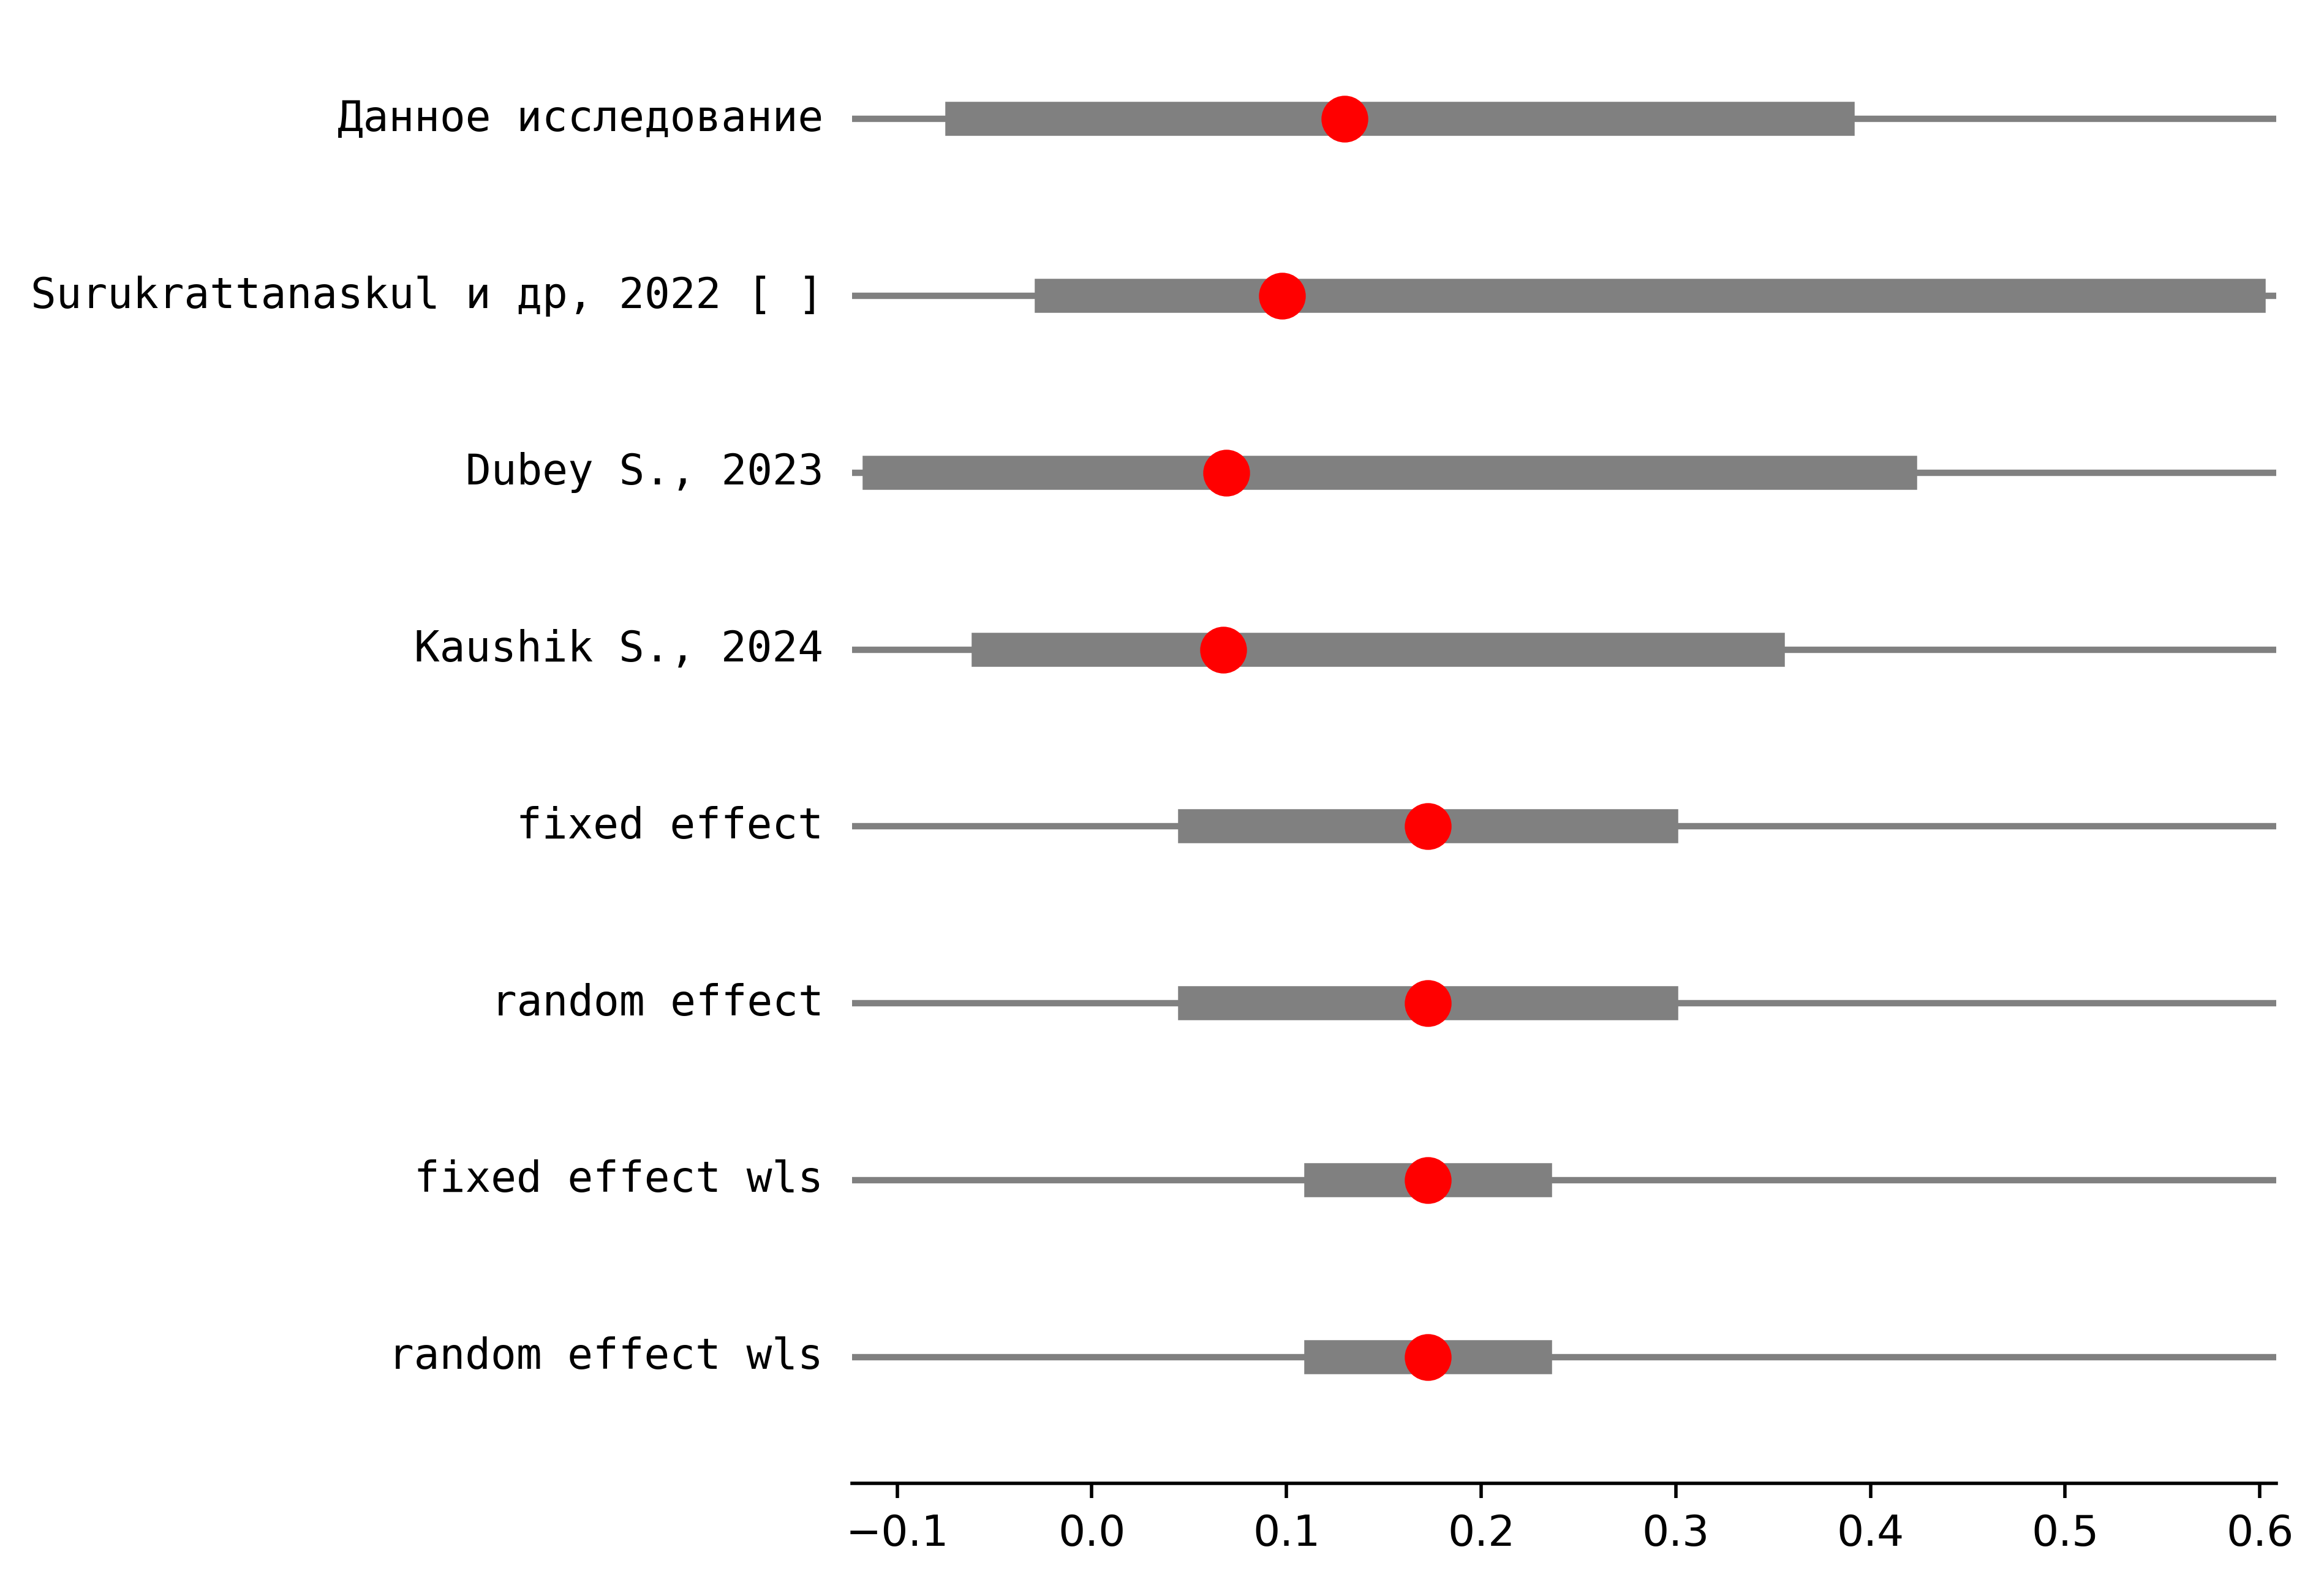 Данное исследование
Surukrattanaskul и др, 2022 [ ]
Dubey S., 2023
Kaushik S., 2024
fixed effect
random effect
fixed effect wls
random effect wls
−0.1 0.0 0.1 0.2 0.3 0.4 0.5 0.6